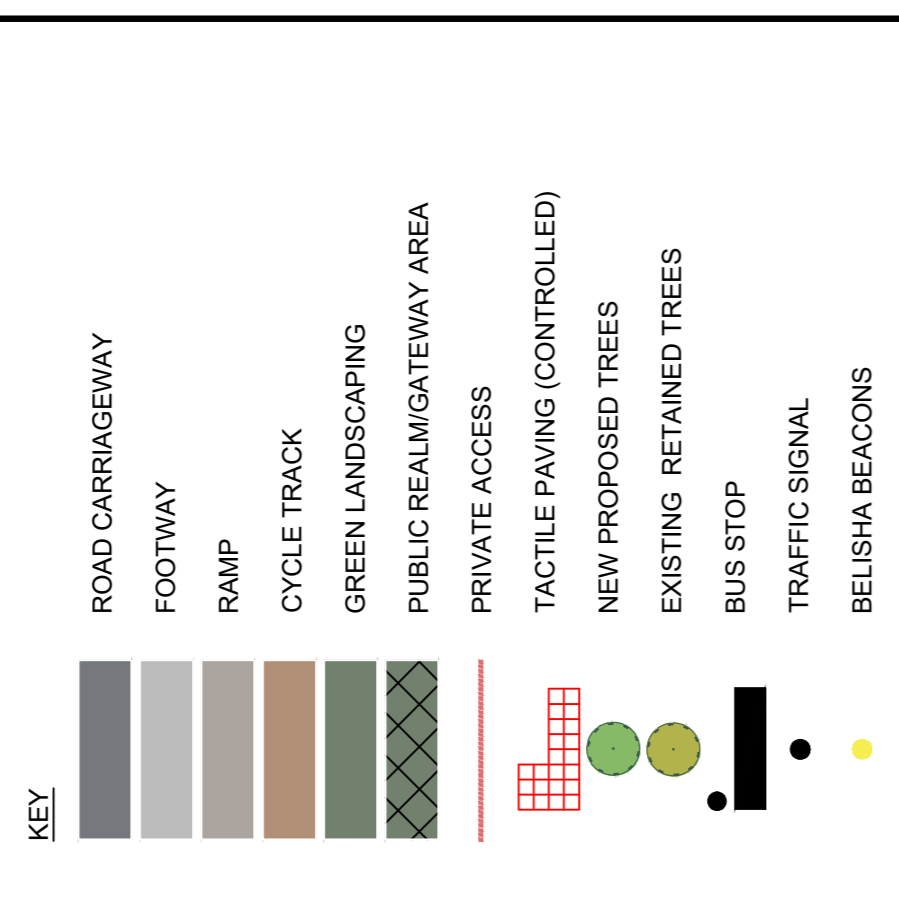 KEY
ROAD CARRIAGEWAY
FOOTWAY
RAMP
CYCLE TRACK
GREEN LANDSCAPING
PUBLIC REALM/GATEWAY AREA
PRIVATE ACCESS
TACTILE PAVING (CONTROLLED)
NEW PROPOSED TREES
EXISTING  RETAINED TREES
BUS STOP
TRAFFIC SIGNAL
BELISHA BEACONS